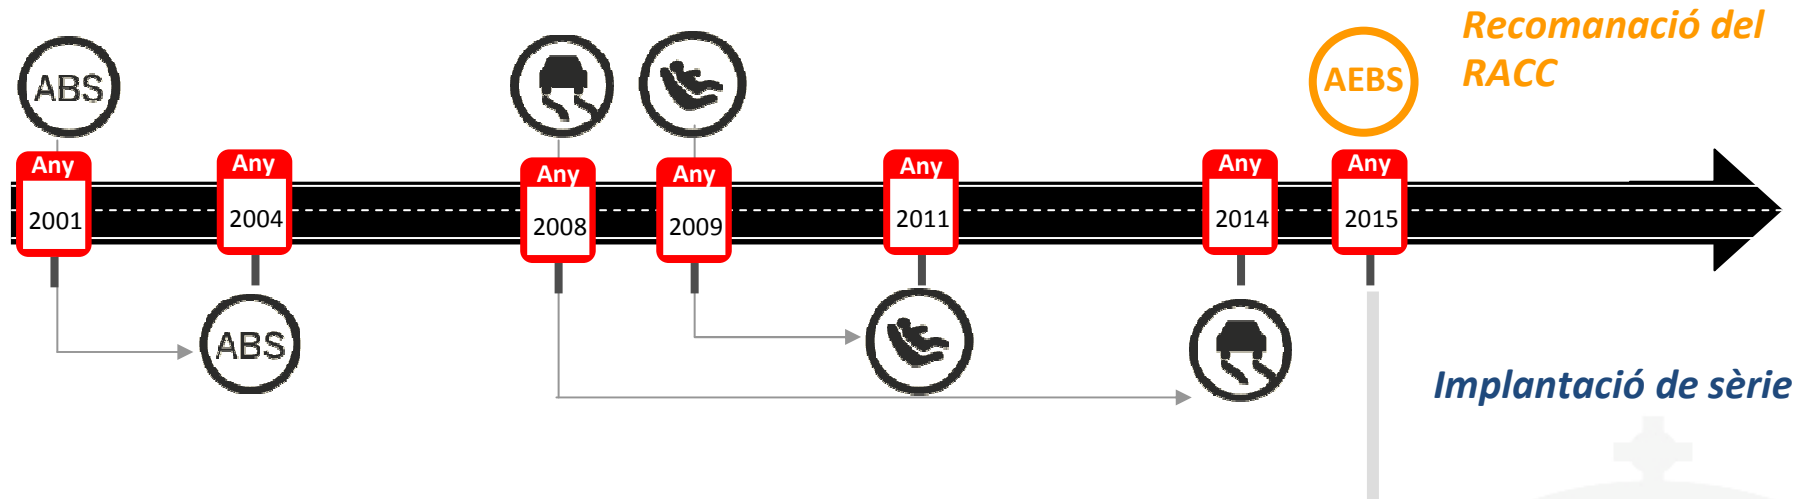 Recomanació del
RACC
ABS
AEBS
Any
2001
Any
2004
Any
2008
Any
2009
Any
2011
Any
2014
Any
2015
ABS
Implantació de sèrie